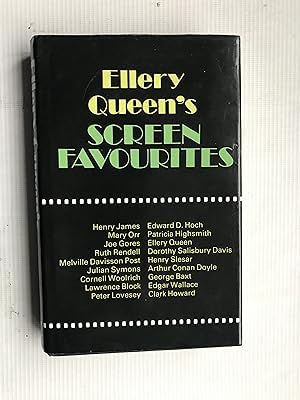 Ellery
Queen's
SCREEN
FAVOURITES
Henry James
Mary Orr
Joe Gores
Ruth Rendell
Melville Davisson Post
Julian Symons
Cornell Woolrich
Lawrence Block
Peter Lovesey
Edward D. Hoch
Patricia Highsmith
Ellery Queen
Dorothy Salisbury Davis
Henry Slesar
Arthur Conan Doyle
George Baxt
Edgar Wallace
Clark Howard